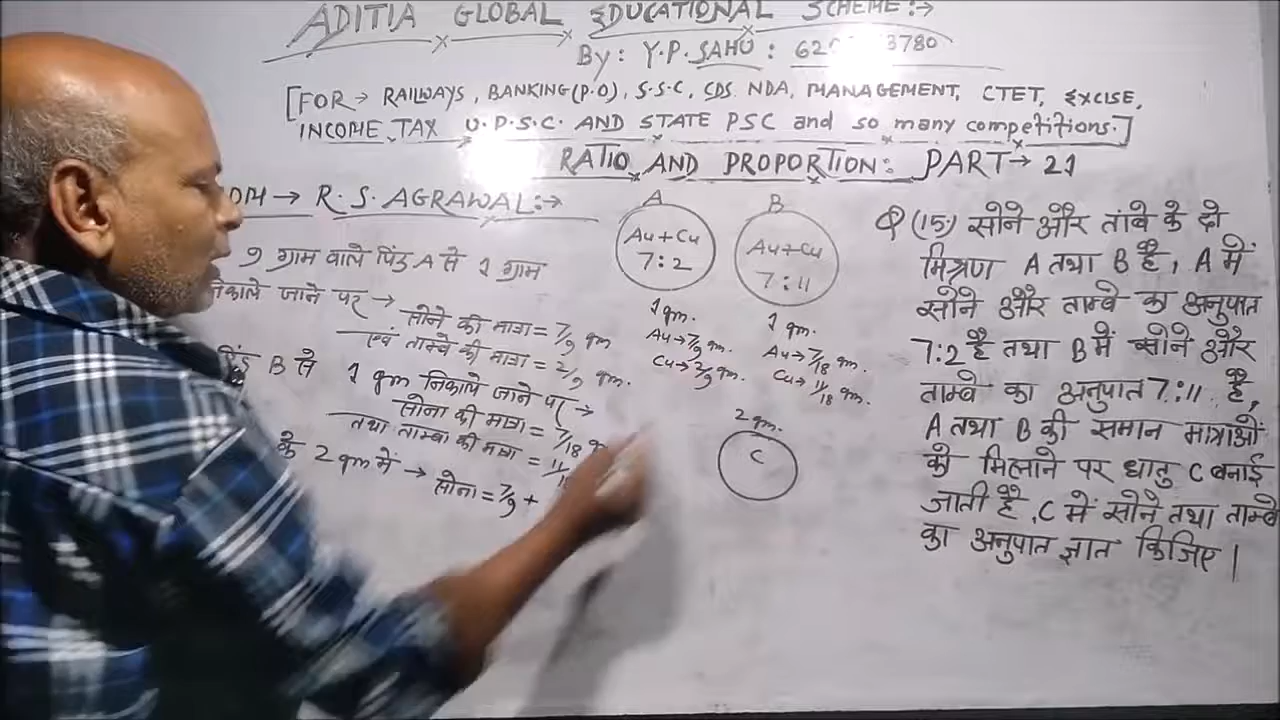 ADITIA GLOBAL EDUCATIONAL SCHEME:→
By: Y.P. SAHU: 3780
[FOR→ RAILWAYS, BANKING(P.O), S.S.C, CDS NDA, MANAGEMENT, CTET, EXCISE,
INCOME TAX U.P.S.C. AND STATE PSC and so many competitions.]
RATIO AND PROPORTION: PART→ 21
→ R.S. AGRAWAL:→
9 ग्राम वाले पिंड A से 1 ग्राम
निकाले जाने पर →
सोने की मात्रा = 7/9 gm
एवं ताम्बे की मात्रा = 2/9 gm.
B से 1 gm निकाले जाने पर →
सोना की मात्रा = 7/18
तथा ताम्बा की मात्रा = 11/
के 2 gm में → सोना = 7/9 +
A
Au+Cu
7:2
1 gm.
Au→7/9 gm.
Cu→2/9 gm.
B
Au+Cu
7:11
1 gm.
Au→7/18 gm.
Cu→11/18 gm.
2 gm.
C
Q (15.) सोने और तांबे के दो
मिश्रण A तथा B है, A में
सोने और ताम्बे का अनुपात
7:2 है तथा B में सोने और
ताम्बे का अनुपात 7:11 है,
A तथा B की समान मात्राओं
को मिलाने पर धातु C बनाई
जाती है, C में सोने तथा ताम्बे
का अनुपात ज्ञात किजिए |